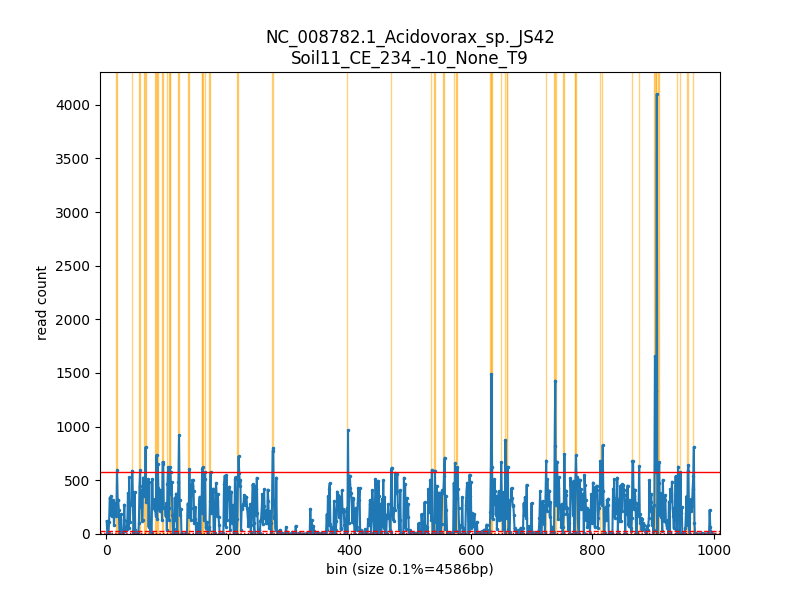 NC_008782.1_Acidovorax_sp._JS42
Soil11_CE_234_-10_None_T9
4000
3500
3000
2500
2000
1500
1000
500
0
read count
0 200 400 600 800 1000
bin (size 0.1%=4586bp)